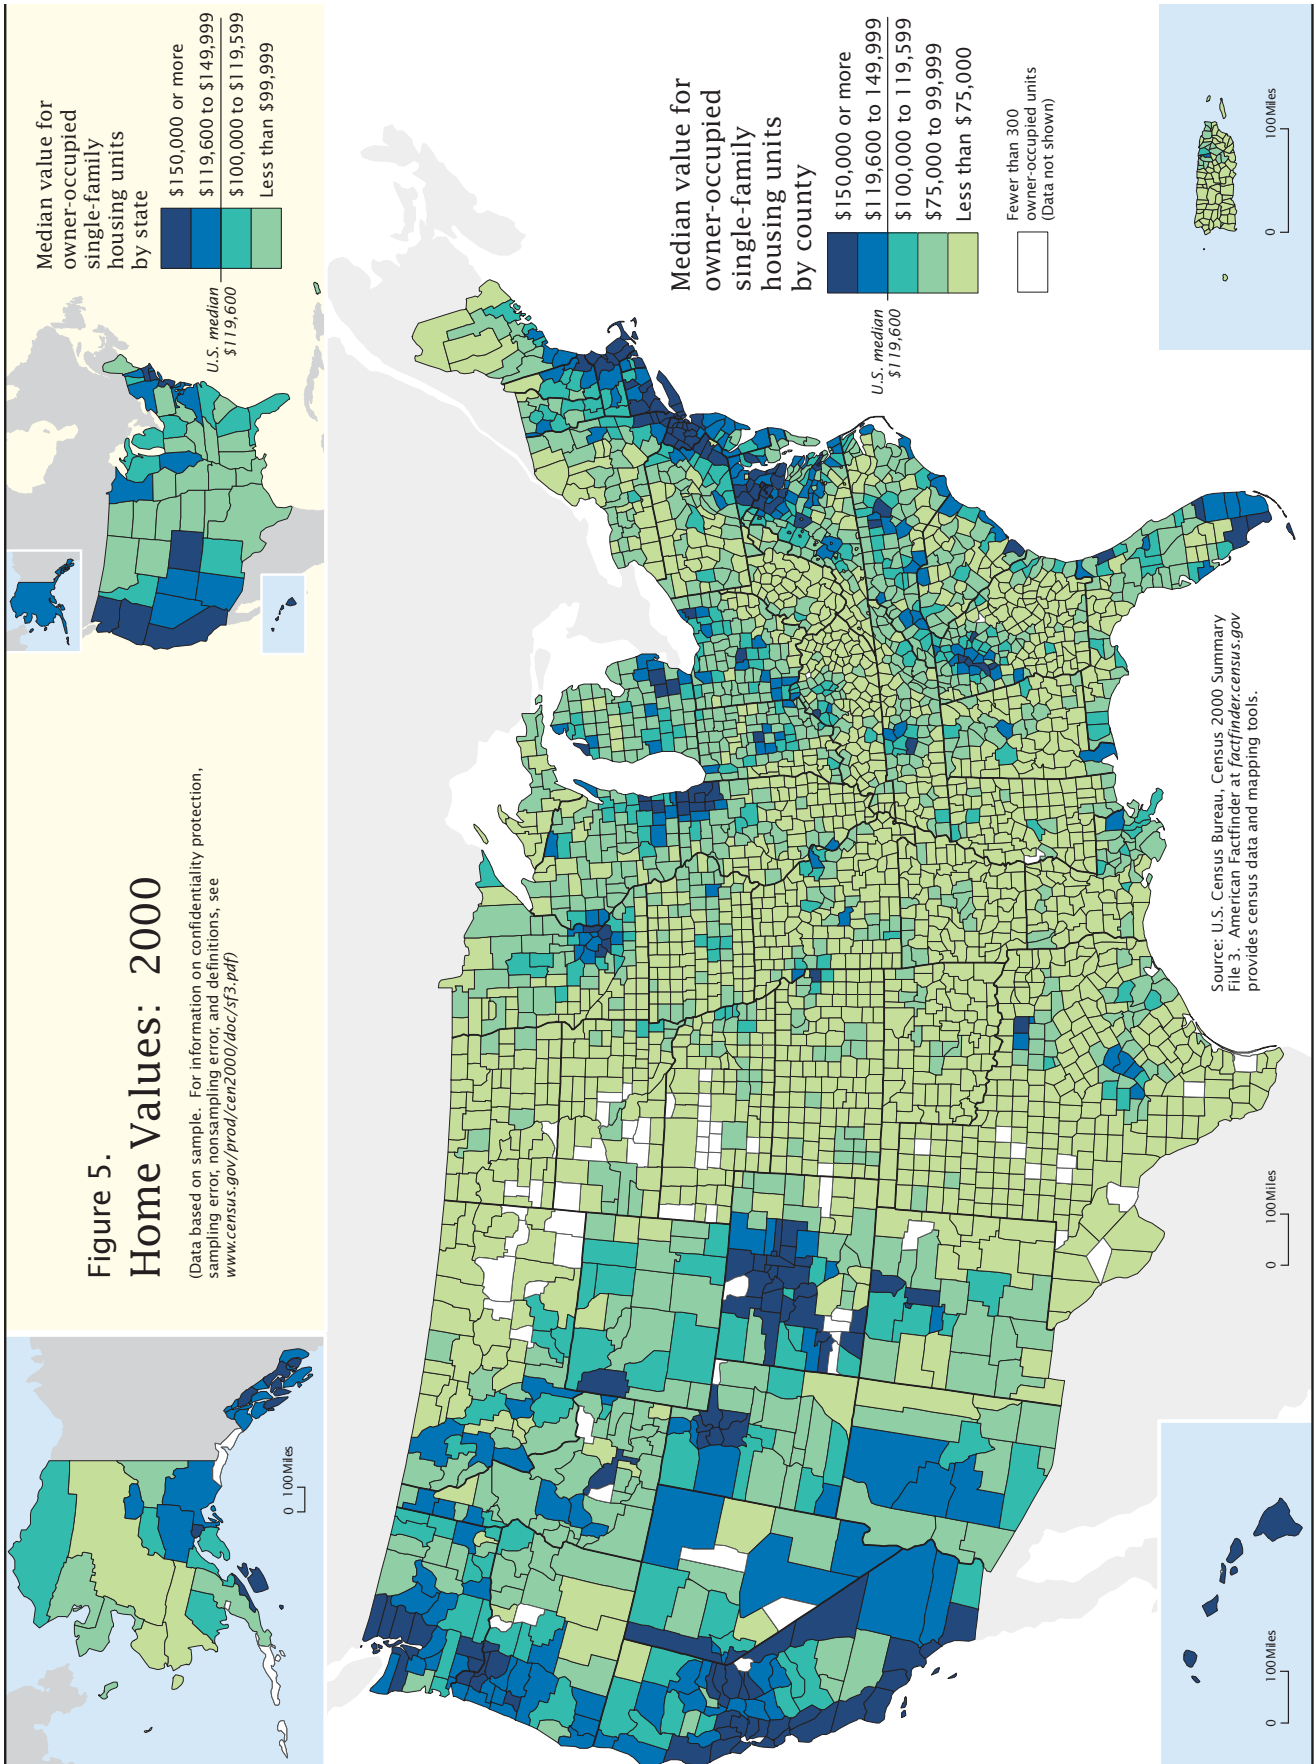 Figure 5.
Home Values:  2000
(Data based on sample.  For information on confidentiality protection,
sampling error, nonsampling error, and definitions, see
www.census.gov/prod/cen2000/doc/sf3.pdf)
Median value for
owner-occupied
single-family
housing units
by state
$150,000 or more
$119,600 to $149,999
$100,000 to $119,599
Less than $99,999
U.S. median
$119,600
0  100 Miles
Median value for
owner-occupied
single-family
housing units
by county
$150,000 or more
$119,600 to 149,999
$100,000 to 119,599
$75,000 to 99,999
Less than $75,000
U.S. median
$119,600
Fewer than 300
owner-occupied units
(Data not shown)
0  100 Miles
0  100 Miles
0  100 Miles
Source: U.S. Census Bureau, Census 2000 Summary
File 3.  American Factfinder at factfinder.census.gov
provides census data and mapping tools.